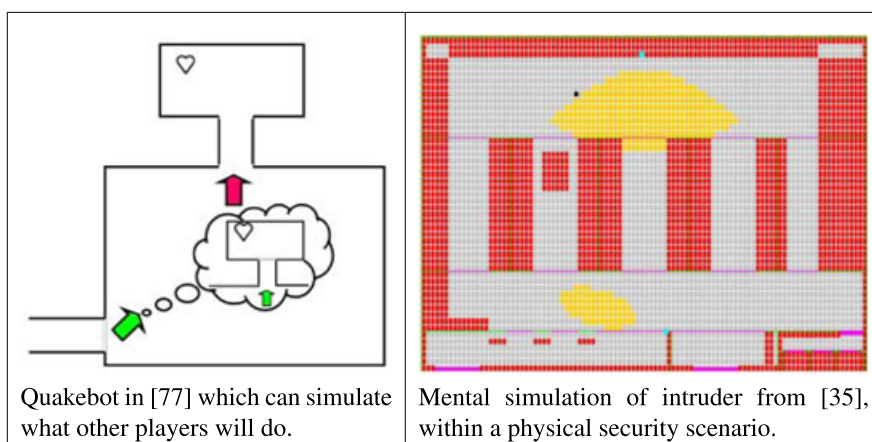 Quakebot in [77] which can simulate
what other players will do.
Mental simulation of intruder from [35],
within a physical security scenario.